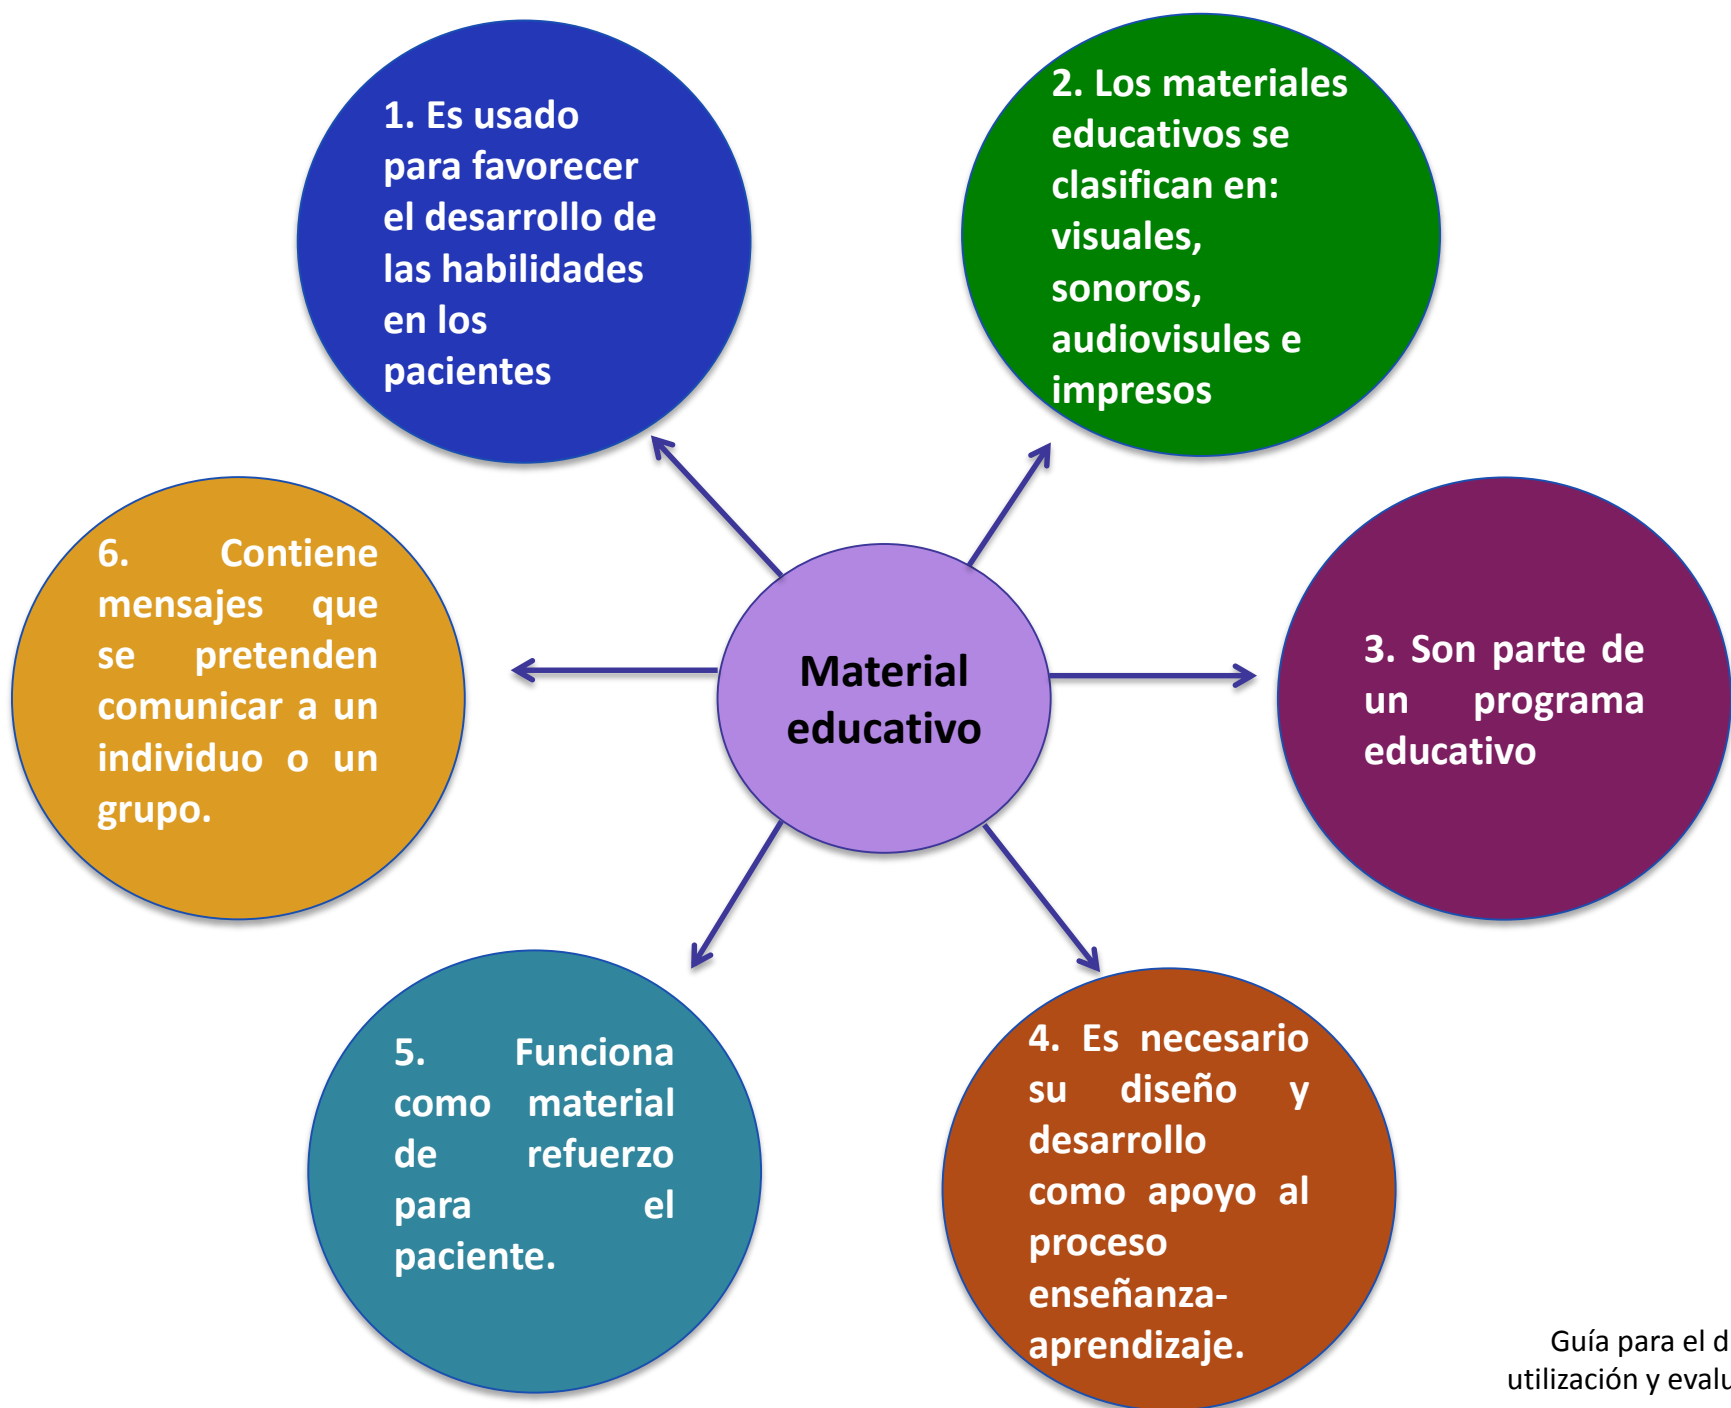 1. Es usado
para favorecer
el desarrollo de
las habilidades
en los
pacientes
2. Los materiales
educativos se
clasifican en:
visuales,
sonoros,
audiovisules e
impresos
3. Son parte de
un programa
educativo
4. Es necesario
su diseño y
desarrollo
como apoyo al
proceso
enseñanza-
aprendizaje.
5. Funciona
como material
de refuerzo
para el
paciente.
6. Contiene
mensajes que
se pretenden
comunicar a un
individuo o un
grupo.
Material
educativo
Guía para el d
utilización y evalu